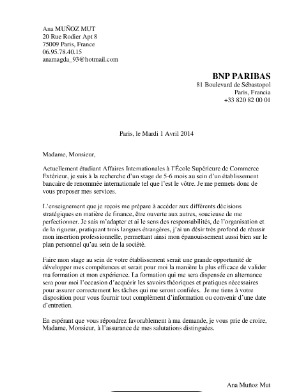 Ana MUÑOZ MUT
20 Rue Rodier Apt 8
75009 Paris, France
06.95.78.40.15
anamagda_93@hotmail.com
BNP PARIBAS
81 Boulevard de Sébastopol
Paris, Francia
+33 820 82 00 01
Paris, le Mardi 1 Avril 2014
Madame, Monsieur,
Actuellement étudiant Affaires Internationales à l'École Supérieure de Commerce
Extérieur, je suis à la recherche d'un stage de 5-6 mois au sein d'un établissement
bancaire de renommée internationale tel que l'est le vôtre. Je me permets donc de
vous proposer mes services.
L'enseignement que je reçois me prépare à accéder aux différentes décisions
stratégiques en matière de finance, être ouverte aux autres, soucieuse de me
perfectionner. Je sais m'adapter et ai le sens des responsabilités, de l'organisation et
de la rigueur, pratiquant trois langues étrangères, j'ai un désir très profond de réussir
mon insertion professionnelle, permettant ainsi mon épanouissement aussi bien sur le
plan personnel qu'au sein de la société.
Faire mon stage au sein de votre établissement serait une grande opportunité de
développer mes compétences et serait pour moi la manière la plus efficace de valider
ma formation et mon expérience. La formation qui me sera dispensée en alternance
sera pour moi l'occasion d'acquérir les savoirs théoriques et pratiques nécessaires
pour assurer correctement les tâches qui me seront confiées. Je me tiens à votre
disposition pour vous fournir tout complément d'information ou convenir d'une date
d'entretien.
En espérant que vous répondrez favorablement à ma demande, je vous prie de croire,
Madame, Monsieur, à l'assurance de mes salutations distinguées.
Ana Muñoz Mut